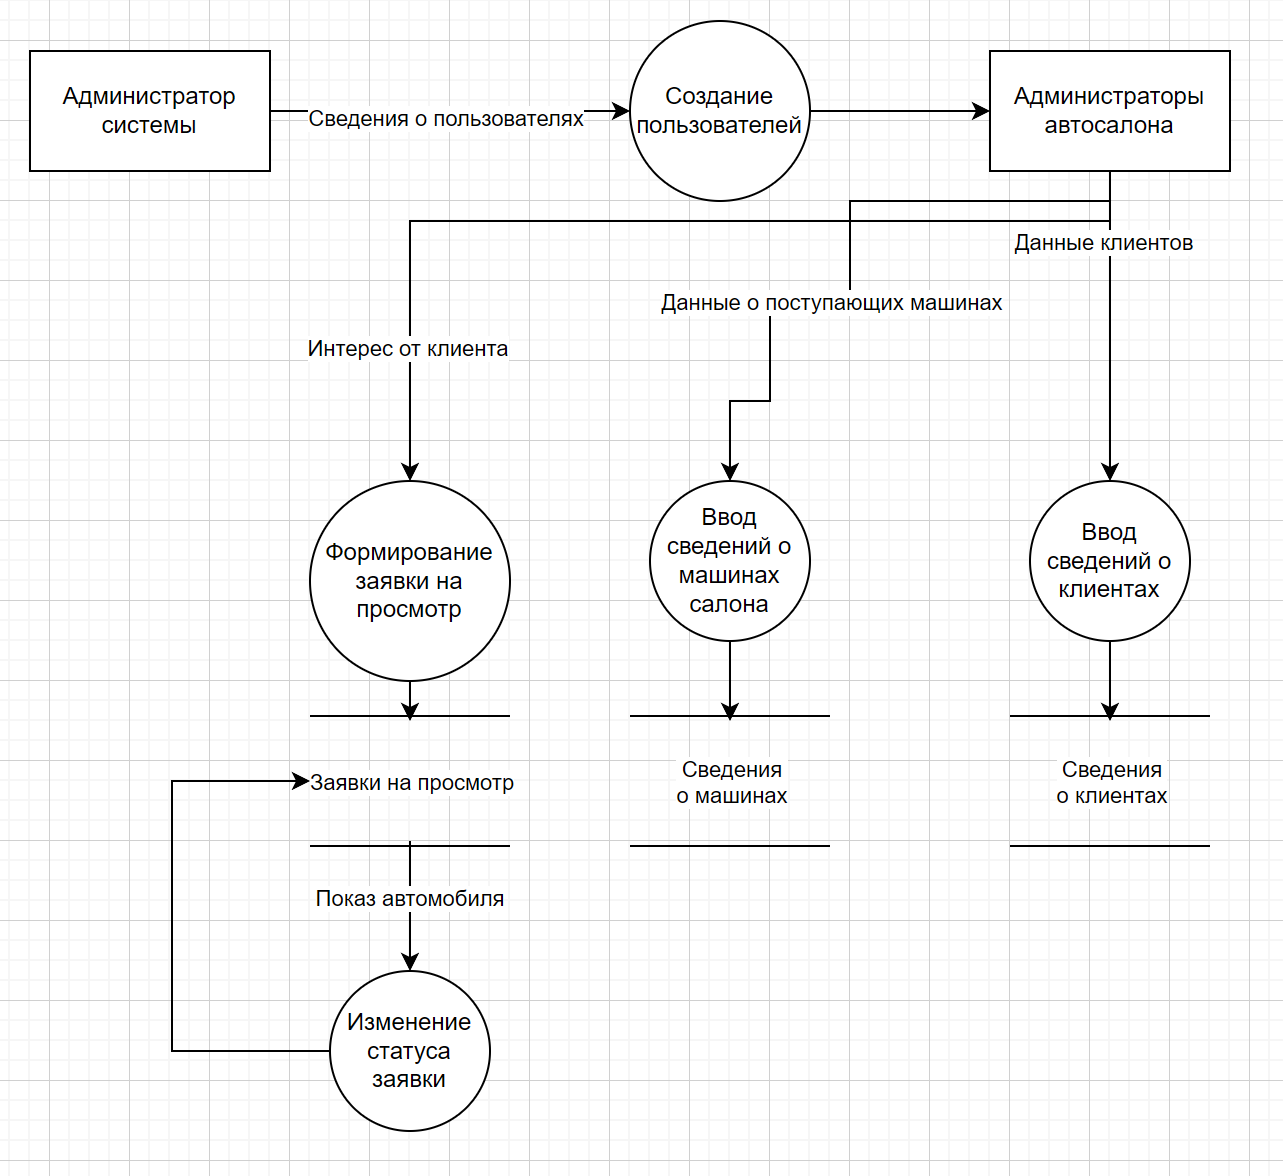 Администратор
системы
Сведения о пользователях
Создание
пользователей
Администраторы
автосалона
Данные клиентов
Данные о поступающих машинах
Интерес от клиента
Формирование
заявки на
просмотр
Ввод
сведений о
машинах
салона
Ввод
сведений о
клиентах
Заявки на просмотр
Сведения
о машинах
Сведения
о клиентах
Показ автомобиля
Изменение
статуса
заявки